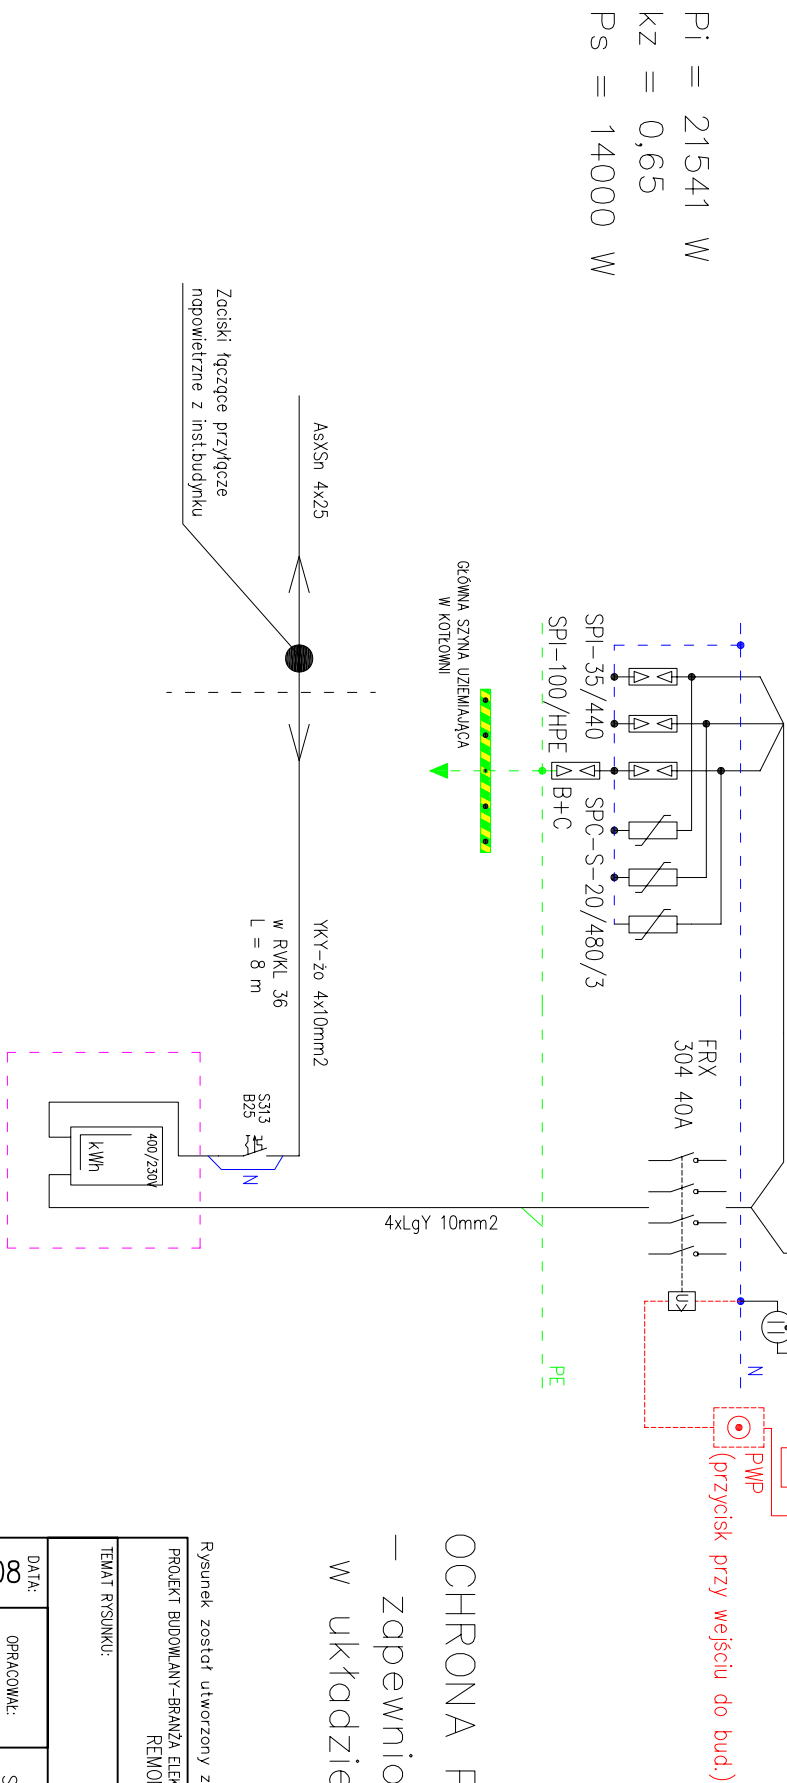 Pi = 21541 W
kz = 0,65
Ps = 14000 W
Zaciski łączące przyłącze
napowietrzne z inst.budynku
AsXSn 4x25
GŁÓWNA SZYNA UZIEMIAJĄCA
W KOTŁOWNI
SPI-35/440
SPI-100/HPE
B+C
SPC-S-20/480/3
YKY-żo 4x10mm2
w RVKL 36
L = 8 m
FRX
304 40A
S313
B25
N
400/230V
kWh
4xLgY 10mm2
U>
N
PE
PWP
(przycisk przy wejściu do bud.)
OCHRONA
– zapewnio
w układzie
Rysunek został utworzony z
PROJEKT BUDOWLANY-BRANŻA ELEK
REMON
TEMAT RYSUNKU:
DATA:
08
OPRACOWAŁ: